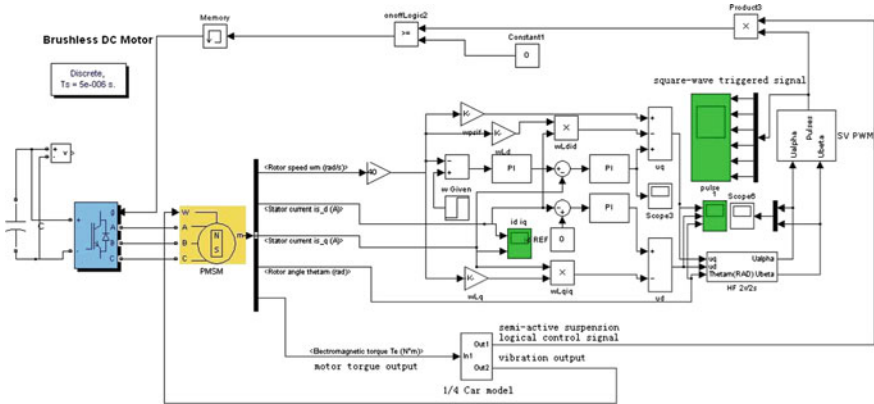 Memory
onoffLogic2
>=
Constant1
0
Product3
×
Brushless DC Motor
Discrete,
Ts = 5e-006 s.
square-wave triggered signal
Ualpha
Pulses
Ubeta
SV PWM
K-
wpsif
K-
wLd
×
wLdid
+
-
+
uq
v
+
-
C
g
+
-
A
B
C
W
A
B
C
N
S
m
PMSM
<Rotor speed wm (rad/s)>
<Stator current is_d (A)>
<Stator current is_q (A)>
<Rotor angle thetam (rad)>
<Electromagnetic torque Te (N*m)>
-
+
w Given
PI
PI
PI
id iq
REF
0
Scope3
K-
wLq
×
wLqiq
+
-
ud
pulse
1
Scope5
uq
ud
Thetam(RAD)
Ualpha
Ubeta
HF 2r/2s
motor torgue output
In1
Out1
Out2
1/4 Car model
semi-active suspension
logical control signal
vibration output